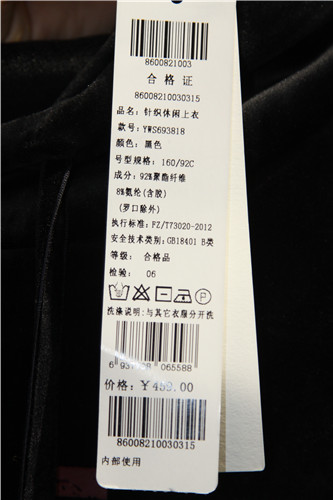 8600821003
合格证
86008210030315
品名：针织休闲上衣
款号：YWS693818
颜色：黑色
号型规格：160/92C
成分：92%聚酯纤维
8%氨纶(含胶)
(罗口除外)
执行标准：FZ/T73020-2012
安全技术类别：GB18401 B类
等级：合格品
检验：06
洗涤说明：与其它衣服分开洗
065588
价格：￥499.00
86008210030315
内部使用